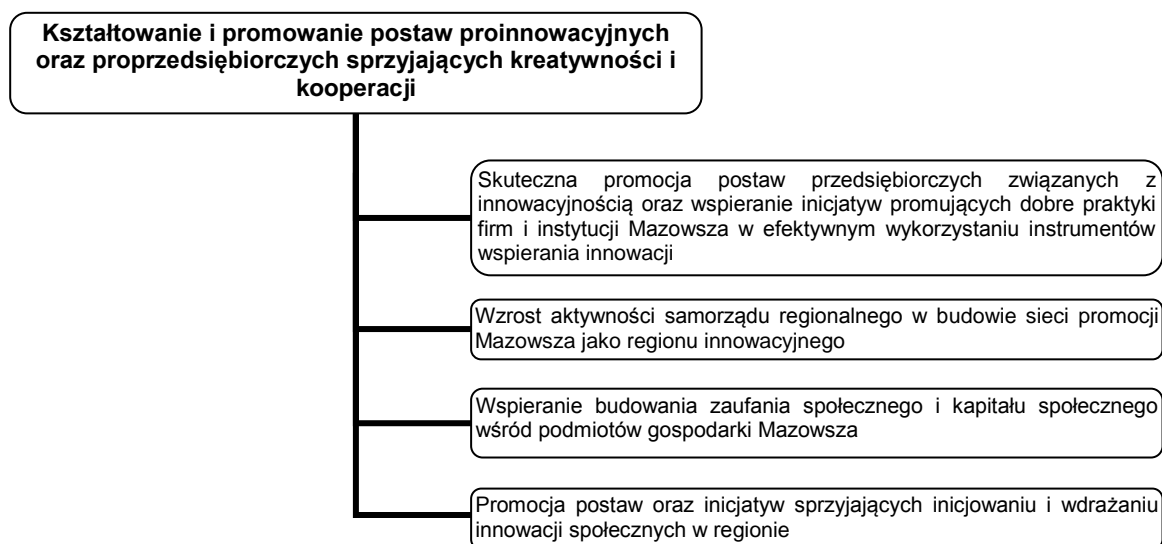 Kształtowanie i promowanie postaw proinnowacyjnych
oraz proprzedsiębiorczych sprzyjających kreatywności i
kooperacji
Skuteczna promocja postaw przedsiębiorczych związanych z
innowacyjnością oraz wspieranie inicjatyw promujących dobre praktyki
firm i instytucji Mazowsza w efektywnym wykorzystaniu instrumentów
wspierania innowacji
Wzrost aktywności samorządu regionalnego w budowie sieci promocji
Mazowsza jako regionu innowacyjnego
Wspieranie budowania zaufania społecznego i kapitału społecznego
wśród podmiotów gospodarki Mazowsza
Promocja postaw oraz inicjatyw sprzyjających inicjowaniu i wdrażaniu
innowacji społecznych w regionie